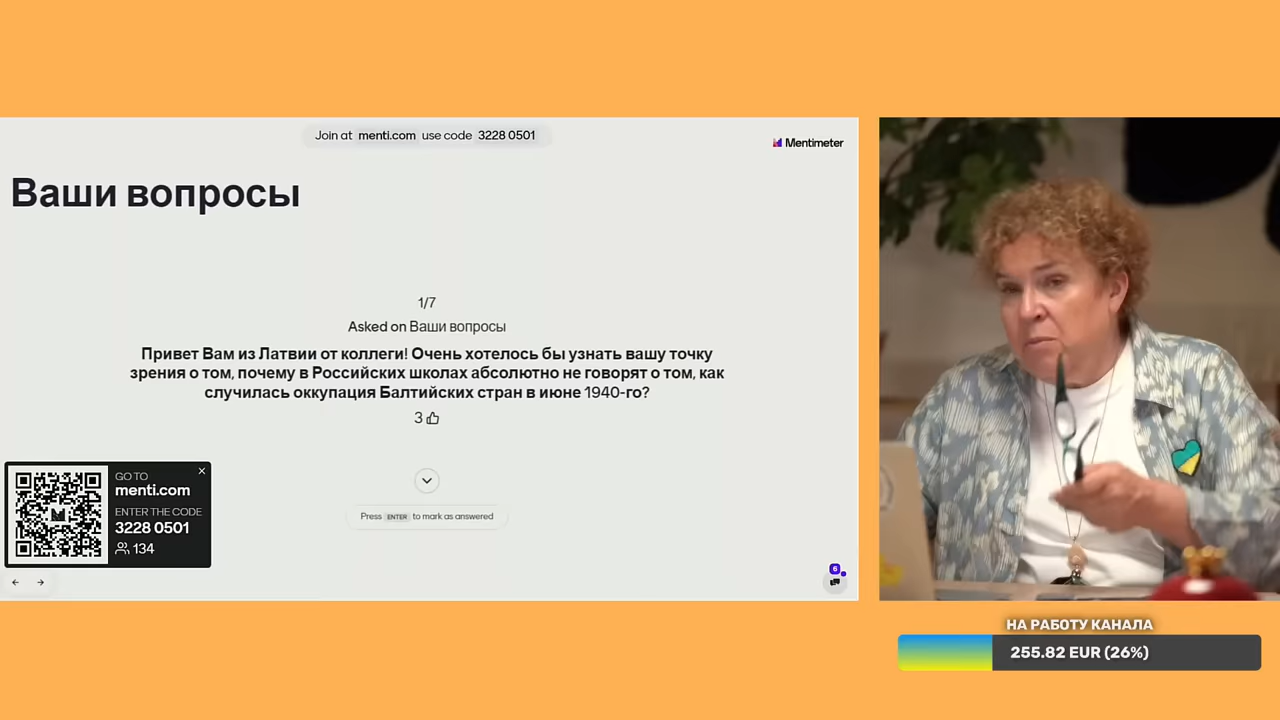 Join at menti.com use code 3228 0501
Mentimeter
Ваши вопросы
1/7
Asked on Ваши вопросы
Привет Вам из Латвии от коллеги! Очень хотелось бы узнать вашу точку
зрения о том, почему в Российских школах абсолютно не говорят о том, как
случилась оккупация Балтийских стран в июне 1940-го?
3
Press ENTER to mark as answered
GO TO
menti.com
ENTER THE CODE
3228 0501
134
6
НА РАБОТУ КАНАЛА
255.82 EUR (26%)